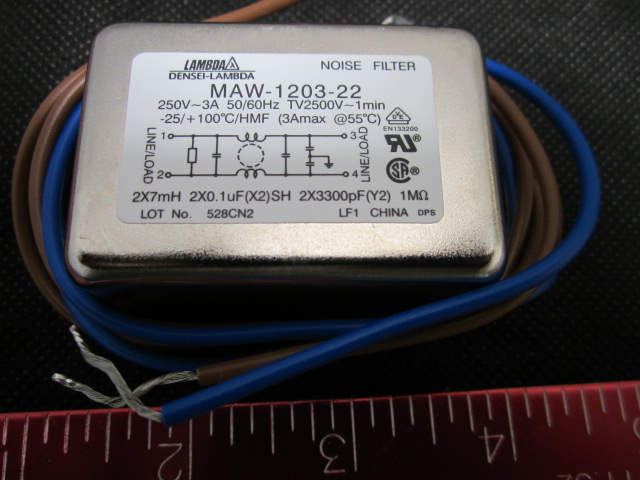 LAMBDA
DENSEI-LAMBDA
NOISE FILTER
MAW-1203-22
250V~3A 50/60Hz TV2500V~1min
-25/+100℃/HMF (3Amax @55℃)
EN133200
LINE/LOAD
1
2
3
4
LINE/LOAD
2X7mH 2X0.1uF(X2)SH 2X3300pF(Y2) 1MΩ
LOT No. 528CN2 LF1 CHINA DPS
2 3 4